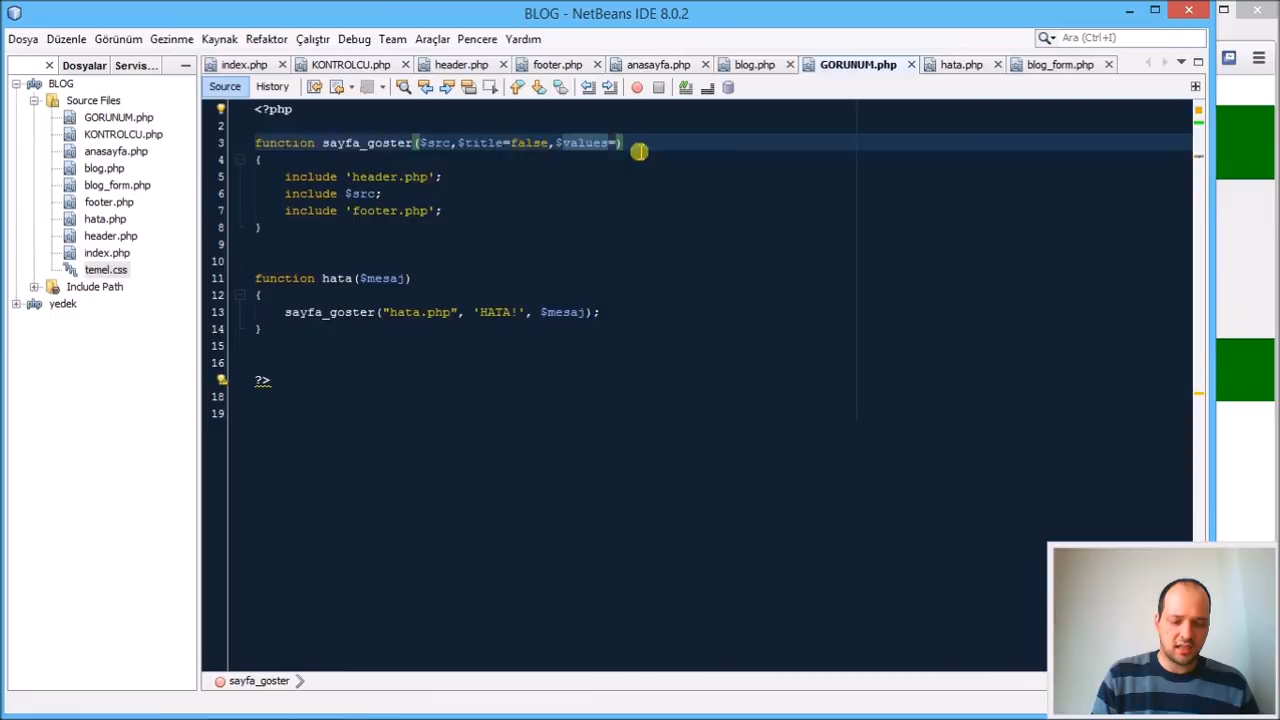 BLOG - NetBeans IDE 8.0.2
Dosya Düzenle Görünüm Gezinme Kaynak Refaktor Çalıştır Debug Team Araçlar Pencere Yardım
Ara (Ctrl+I)
Dosyalar Servis...
index.php KONTROLCU.php header.php footer.php anasayfa.php blog.php GORUNUM.php hata.php blog_form.php
Source History
BLOG
Source Files
GORUNUM.php
KONTROLCU.php
anasayfa.php
blog.php
blog_form.php
footer.php
hata.php
header.php
index.php
temel.css
Include Path
yedek
<?php
2
3 function sayfa_goster($src,$title=false,$values=)
4 {
5 include 'header.php';
6 include $src;
7 include 'footer.php';
8 }
9
10
11 function hata($mesaj)
12 {
13 sayfa_goster("hata.php", 'HATA!', $mesaj);
14 }
15
16
?>
18
19
sayfa_goster